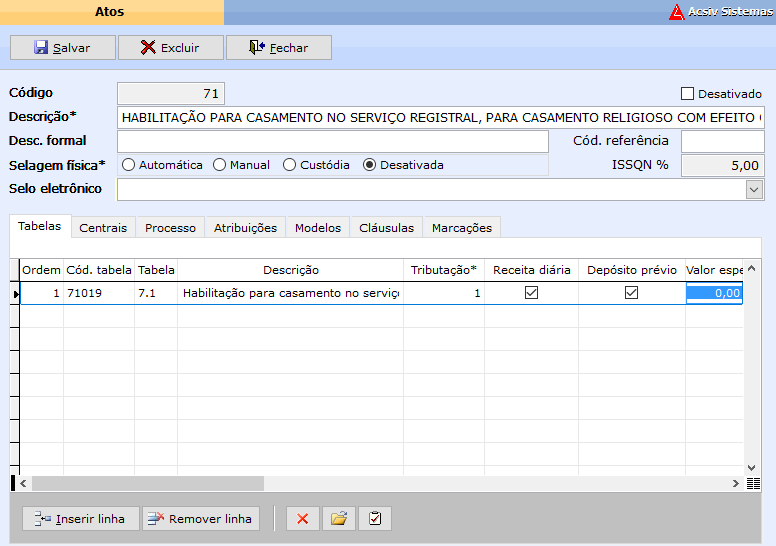 Atos
Acsiv Sistemas
Salvar
Excluir
Fechar
Código 71
Desativado
Descrição* HABILITAÇÃO PARA CASAMENTO NO SERVIÇO REGISTRAL, PARA CASAMENTO RELIGIOSO COM EFEITO
Desc. formal
Cód. referência
Selagem física* Automática Manual Custódia Desativada
ISSQN % 5,00
Selo eletrônico
Tabelas Centrais Processo Atribuições Modelos Cláusulas Marcações
Ordem Cód. tabela Tabela Descrição Tributação* Receita diária Depósito prévio Valor espe
1 71019 7.1 Habilitação para casamento no serviço 1 0,00
Inserir linha
Remover linha